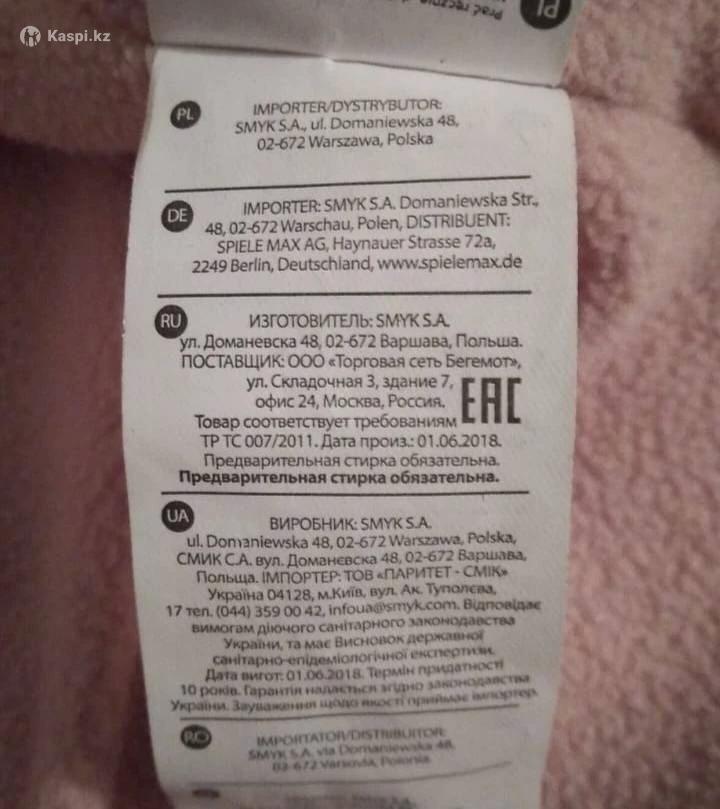 Kaspi.kz
Prać ręcznie
PL
PL
IMPORTER/DYSTRYBUTOR:
SMYK S.A., ul. Domaniewska 48,
02-672 Warszawa, Polska
DE
IMPORTER: SMYK S.A. Domaniewska Str.,
48, 02-672 Warschau, Polen, DISTRIBUENT:
SPIELE MAX AG, Haynauer Strasse 72a,
2249 Berlin, Deutschland, www.spielemax.de
RU
ИЗГОТОВИТЕЛЬ: SMYK S.A.
ул. Доманевска 48, 02-672 Варшава, Польша.
ПОСТАВЩИК: ООО «Торговая сеть Бегемот»,
ул. Складочная 3, здание 7,
офис 24, Москва, Россия.
EAC
Товар соответствует требованиям
ТР ТС 007/2011. Дата произ.: 01.06.2018.
Предварительная стирка обязательна.
Предварительная стирка обязательна.
UA
ВИРОБНИК: SMYK S.A.
ul. Domaniewska 48, 02-672 Warszawa, Polska,
СМИК С.А. вул. Доманєвська 48, 02-672 Варшава,
Польща. ІМПОРТЕР: ТОВ «ПАРИТЕТ - СМІК»
Україна 04128, м.Київ, вул. Ак. Туполєва,
17 тел. (044) 359 00 42, infoua@smyk.com. Відповідає
вимогам діючого санітарного законодавства
України, та має Висновок державної
санітарно-епідеміологічної експертизи.
Дата вигот: 01.06.2018. Термін придатності
10 років. Гарантія надається згідно законодавства
України. Зауваження щодо якості приймає імпортер.
RO
IMPORTATOR/DISTRIBUITOR:
SMYK S.A. via Domaniewska 48,
02-672 Varsovia, Polonia.